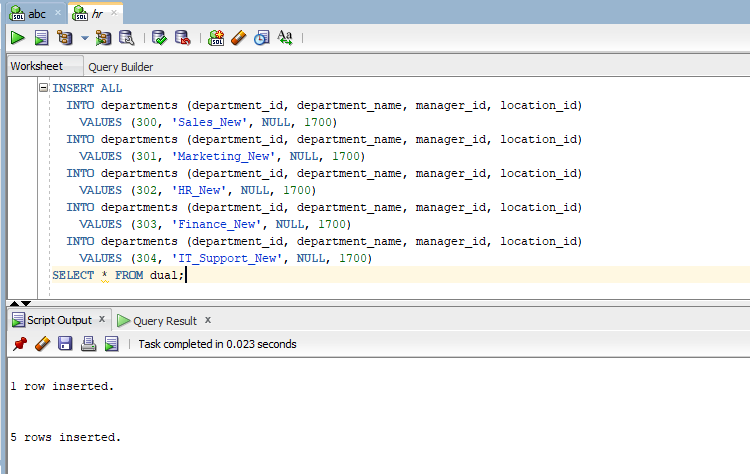 abc
hr
Worksheet
Query Builder
INSERT ALL
INTO departments (department_id, department_name, manager_id, location_id)
VALUES (300, 'Sales_New', NULL, 1700)
INTO departments (department_id, department_name, manager_id, location_id)
VALUES (301, 'Marketing_New', NULL, 1700)
INTO departments (department_id, department_name, manager_id, location_id)
VALUES (302, 'HR_New', NULL, 1700)
INTO departments (department_id, department_name, manager_id, location_id)
VALUES (303, 'Finance_New', NULL, 1700)
INTO departments (department_id, department_name, manager_id, location_id)
VALUES (304, 'IT_Support_New', NULL, 1700)
SELECT * FROM dual;
Script Output x
Query Result x
Task completed in 0.023 seconds
1 row inserted.
5 rows inserted.